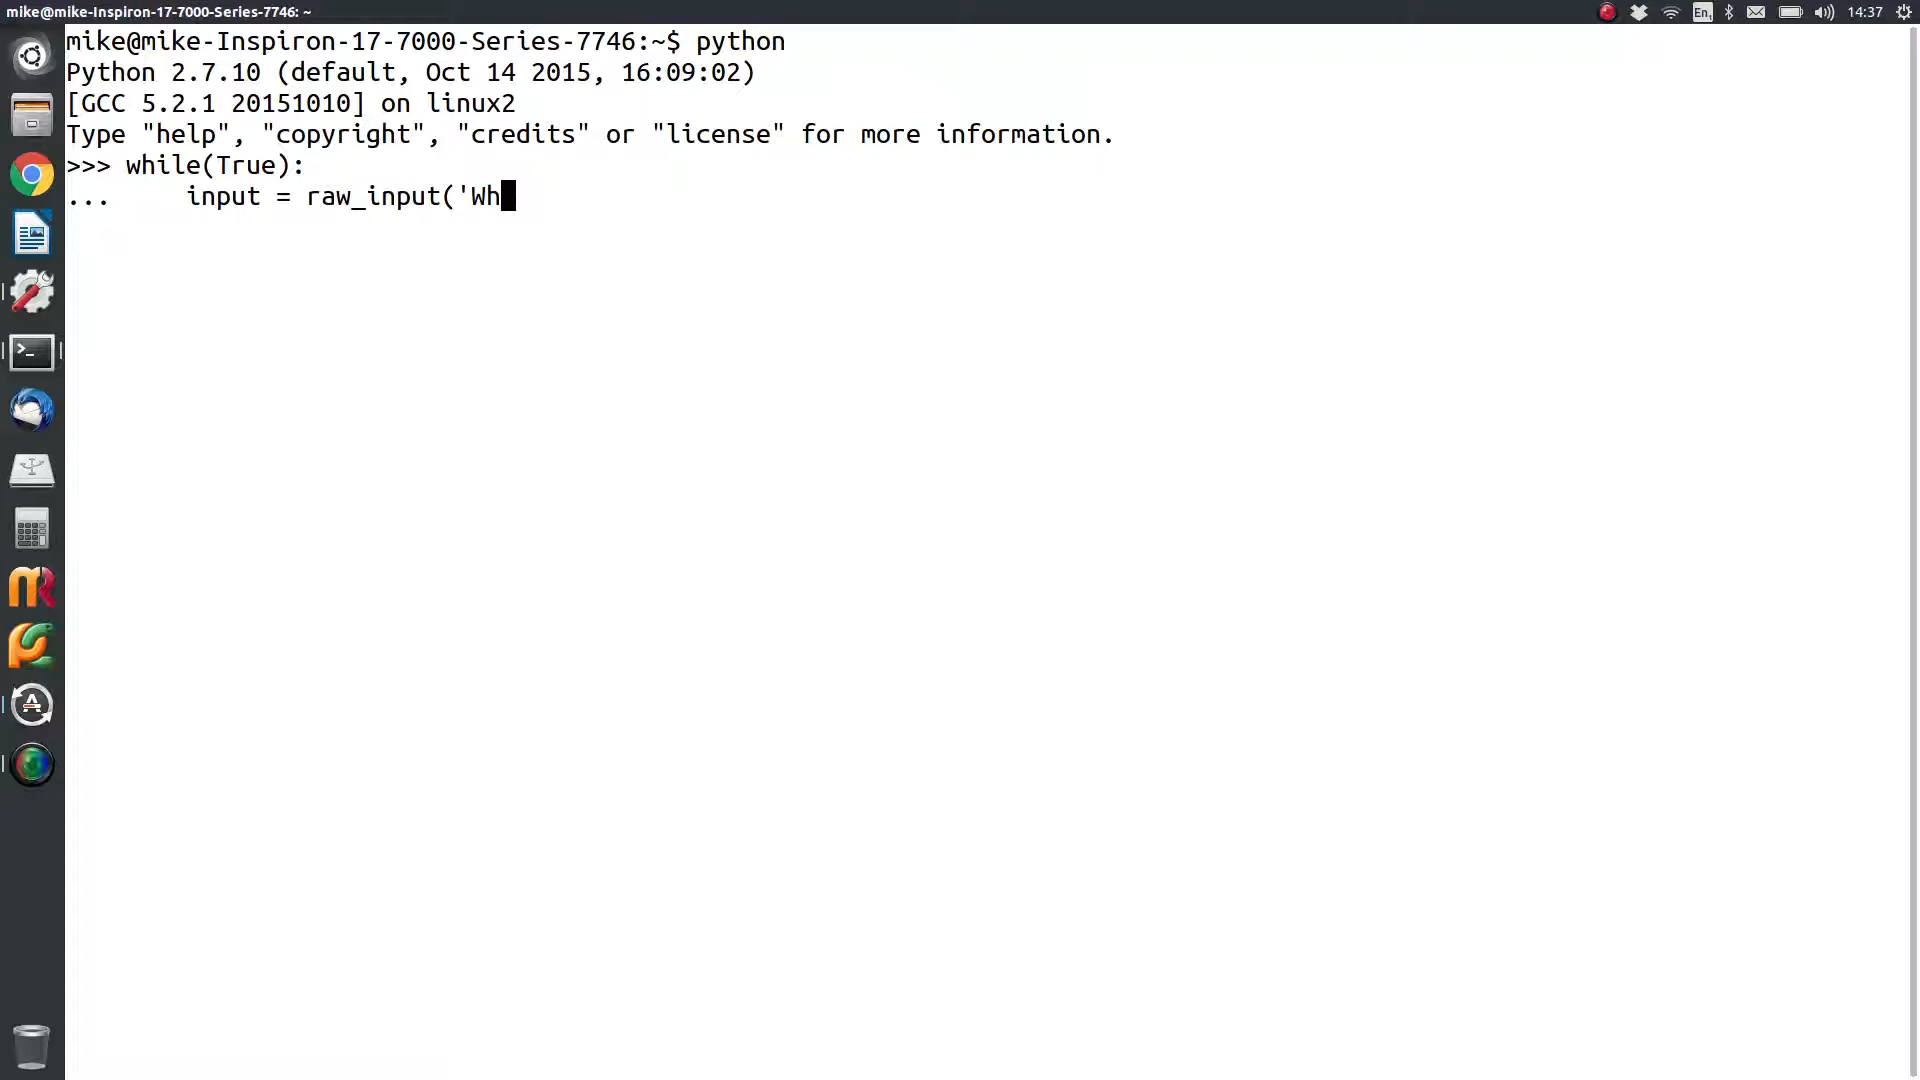 mike@mike-Inspiron-17-7000-Series-7746: ~
En1
14:37
mike@mike-Inspiron-17-7000-Series-7746:~$ python
Python 2.7.10 (default, Oct 14 2015, 16:09:02)
[GCC 5.2.1 20151010] on linux2
Type "help", "copyright", "credits" or "license" for more information.
>>> while(True):
...     input = raw_input('Wh